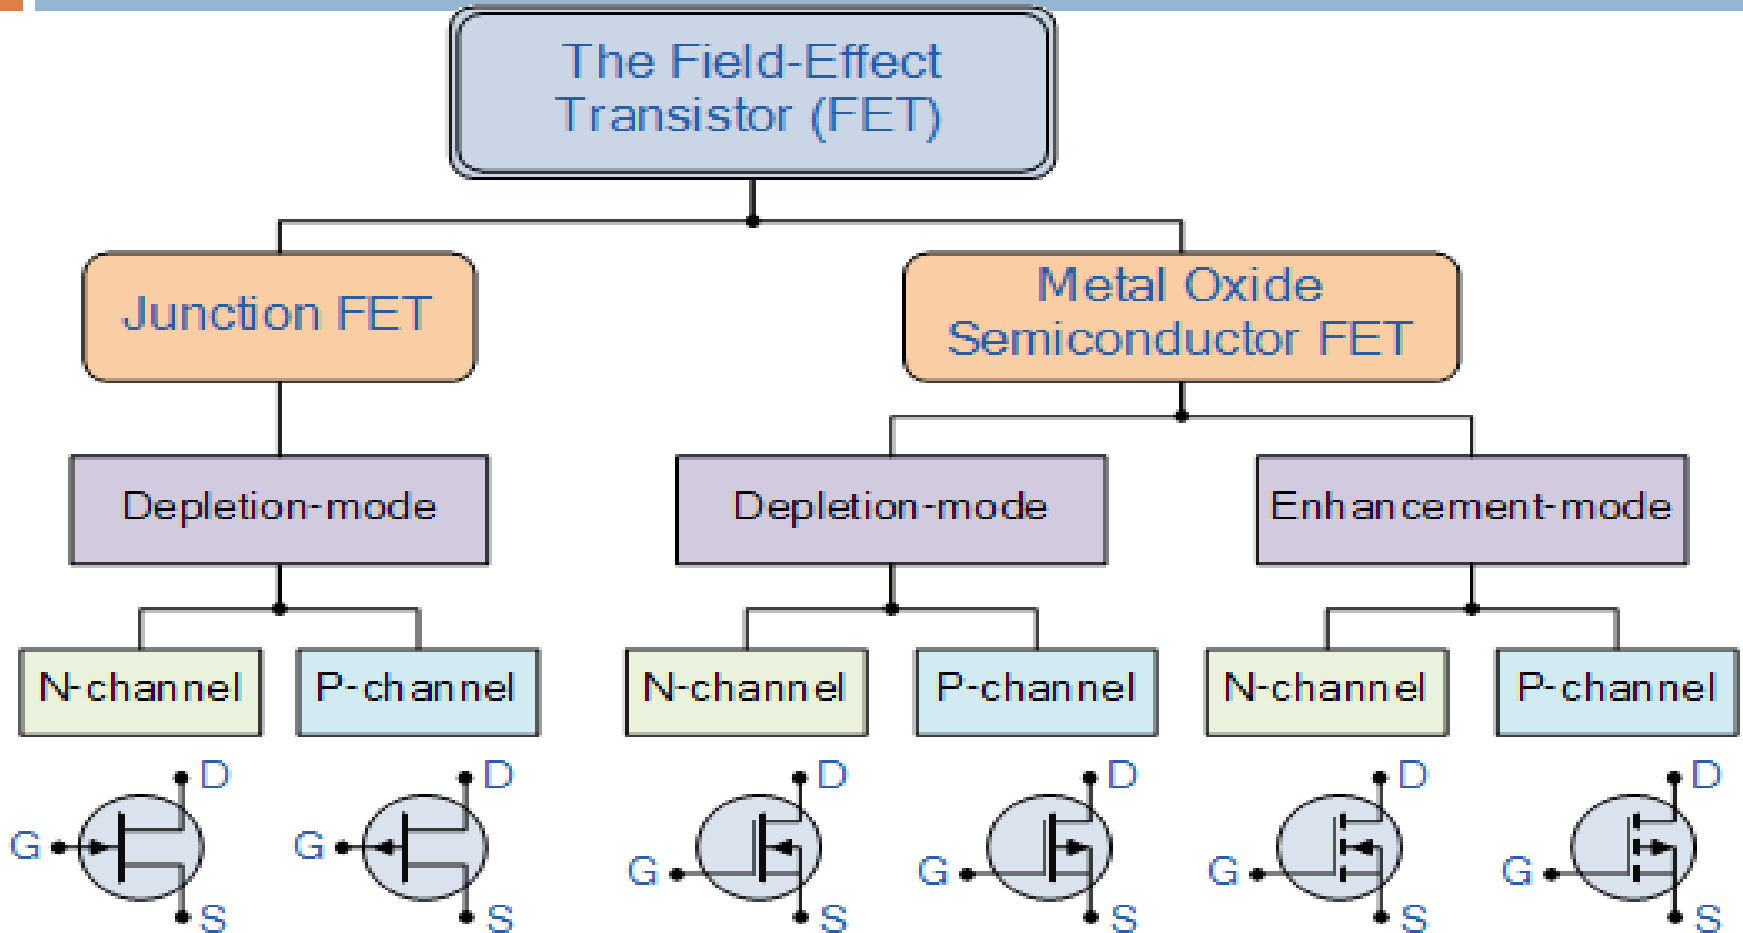 The Field-Effect
Transistor (FET)
Junction FET
Metal Oxide
Semiconductor FET
Depletion-mode
Depletion-mode
Enhancement-mode
N-channel
P-channel
N-channel
P-channel
N-channel
P-channel
D
G
S
D
G
S
D
G
S
D
G
S
D
G
S
D
G
S